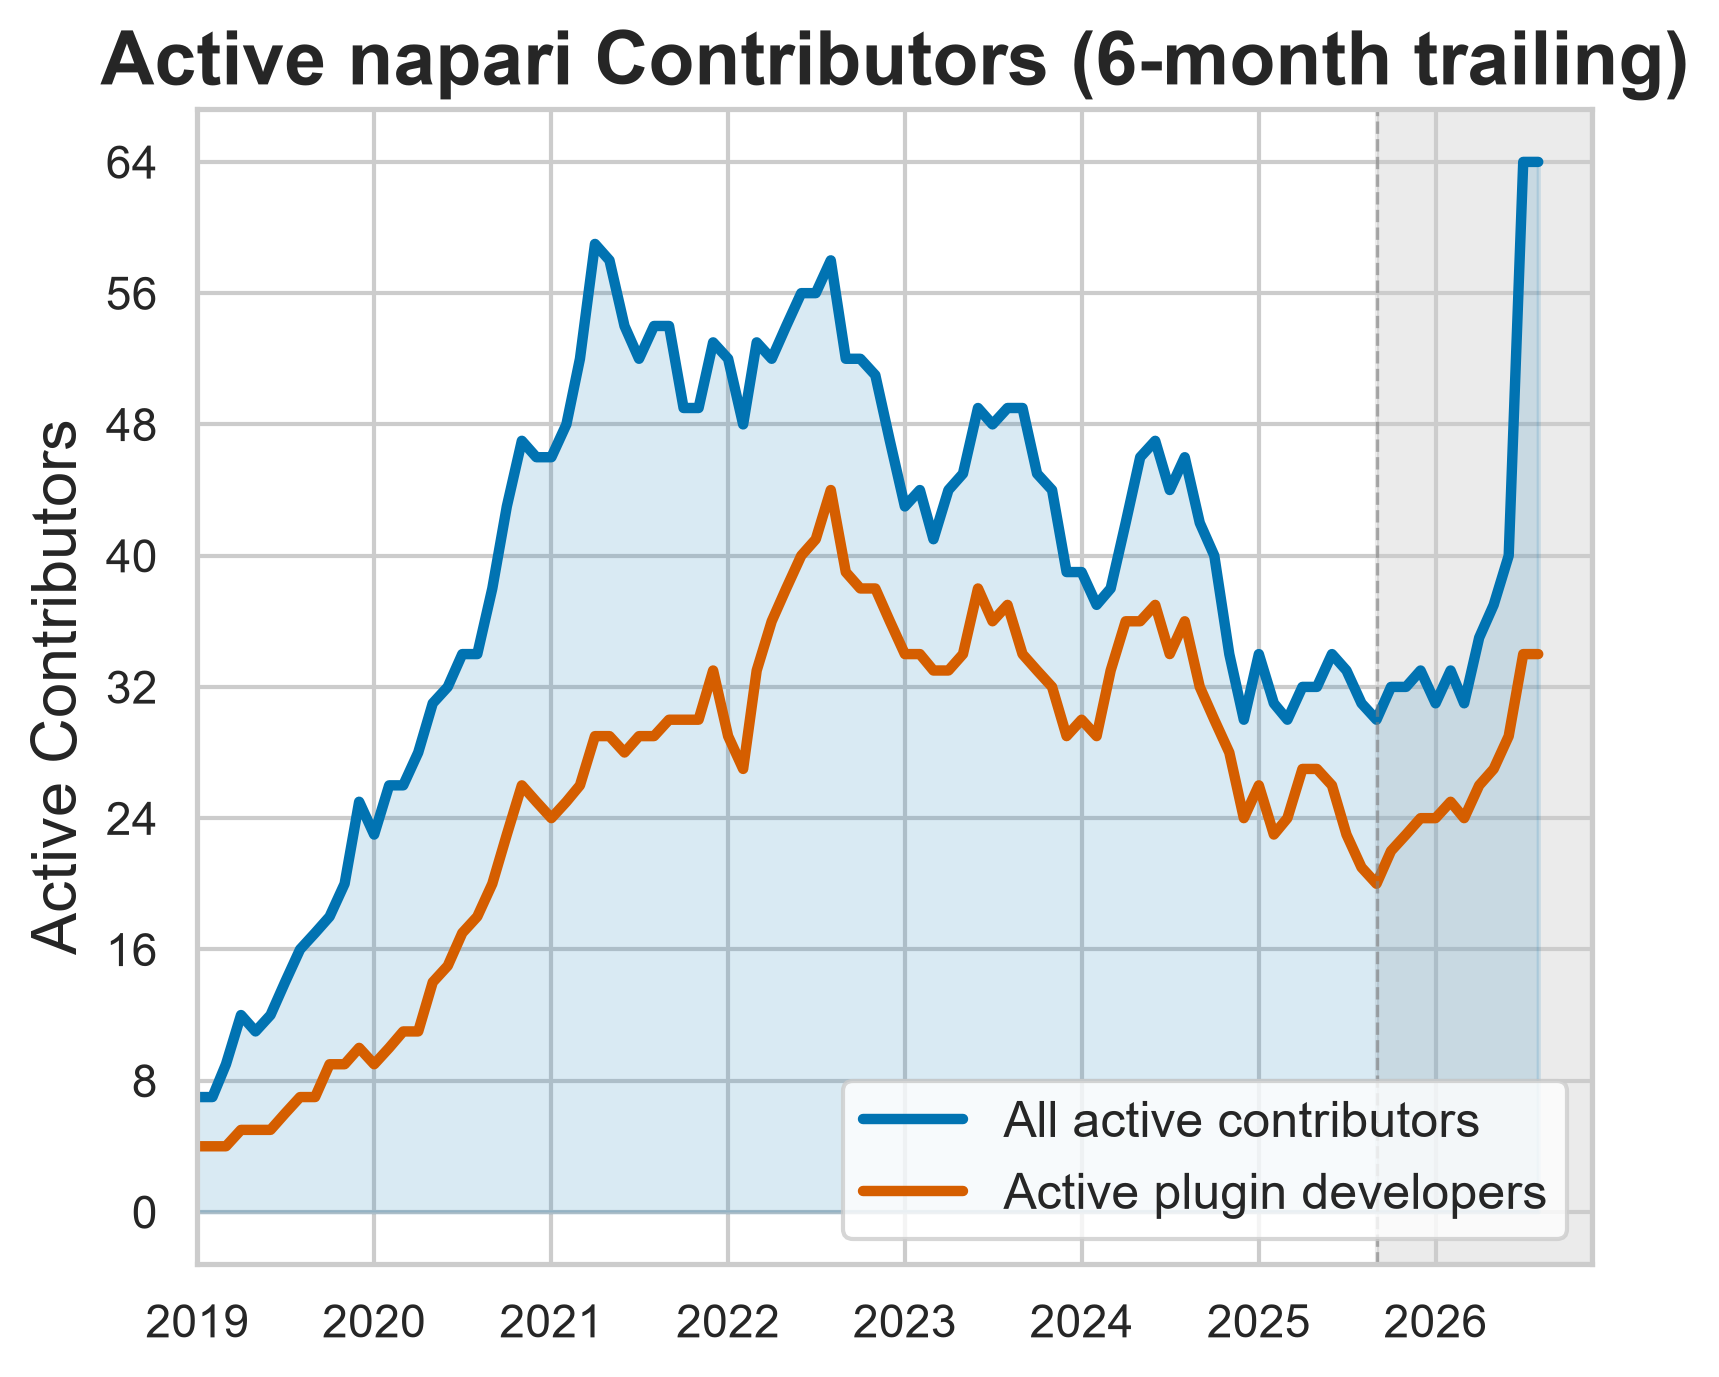 Active napari Contributors (6-month trailing)
Active Contributors
64
56
48
40
32
24
16
8
0
All active contributors
Active plugin developers
2019 2020 2021 2022 2023 2024 2025 2026